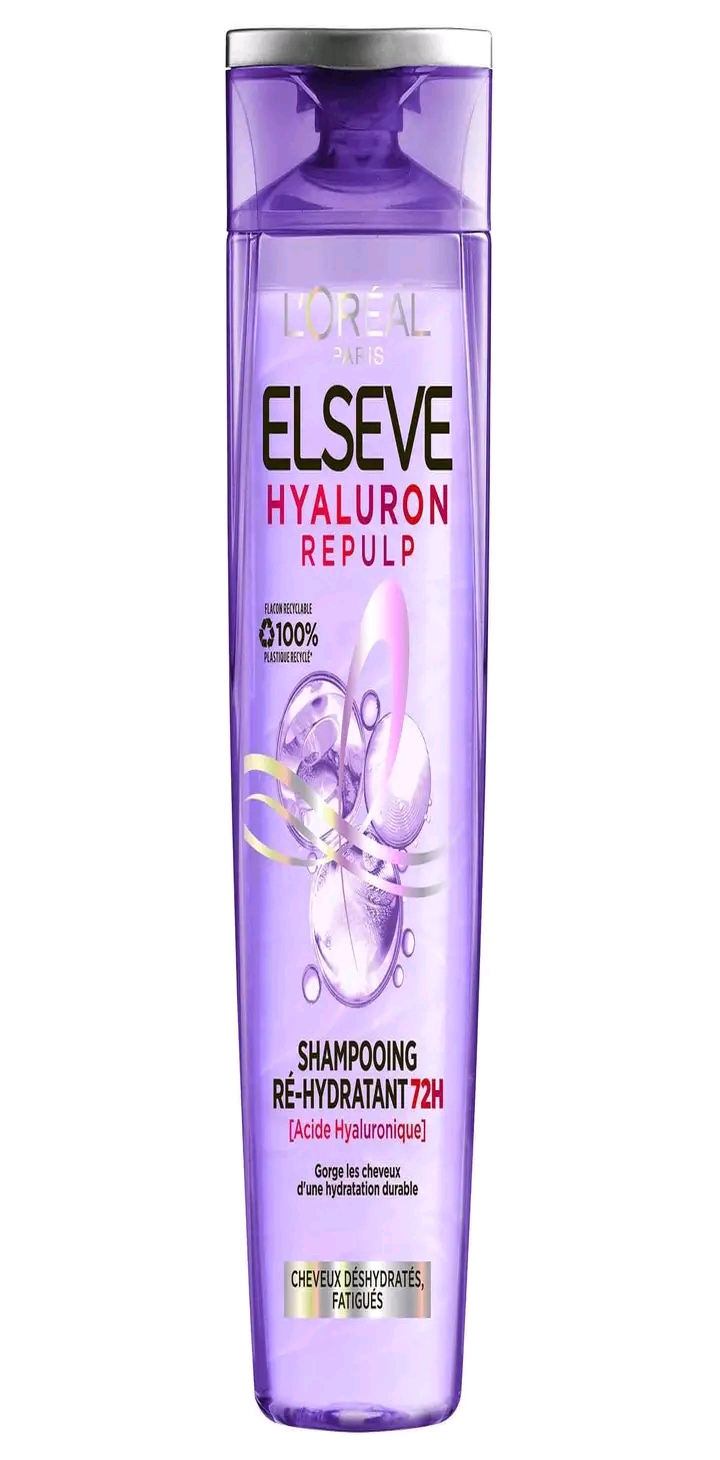 L'ORÉAL
PARIS
ELSEVE
HYALURON
REPULP
FLACON RECYCLABLE
100%
PLASTIQUE RECYCLÉ*
SHAMPOOING
RÉ-HYDRATANT 72H
[Acide Hyaluronique]
Gorge les cheveux
d'une hydratation durable
CHEVEUX DÉSHYDRATÉS,
FATIGUÉS